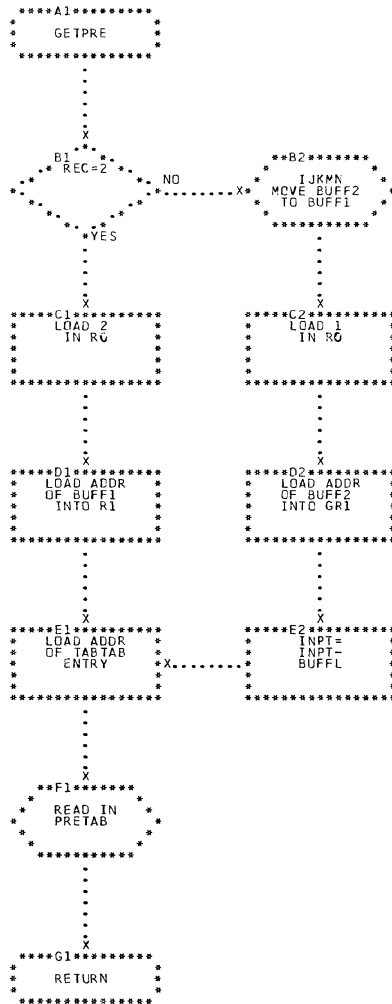 A1
GETPRE
B1
REC=2
NO
YES
B2
IJKMN
MOVE BUFF2
TO BUFF1
C1
LOAD 2
IN R0
C2
LOAD 1
IN R0
D1
LOAD ADDR
OF BUFF1
INTO R1
D2
LOAD ADDR
OF BUFF2
INTO GR1
E1
LOAD ADDR
OF TABTAB
ENTRY
E2
INPT=
INPT-
BUFFL
F1
READ IN
PRETAB
G1
RETURN